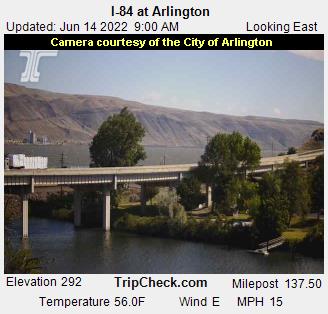 I-84 at Arlington
Updated: Jun 14 2022 9:00 AM Looking East
Camera courtesy of the City of Arlington
Elevation 292 TripCheck.com Milepost 137.50
Temperature 56.0F Wind E MPH 15